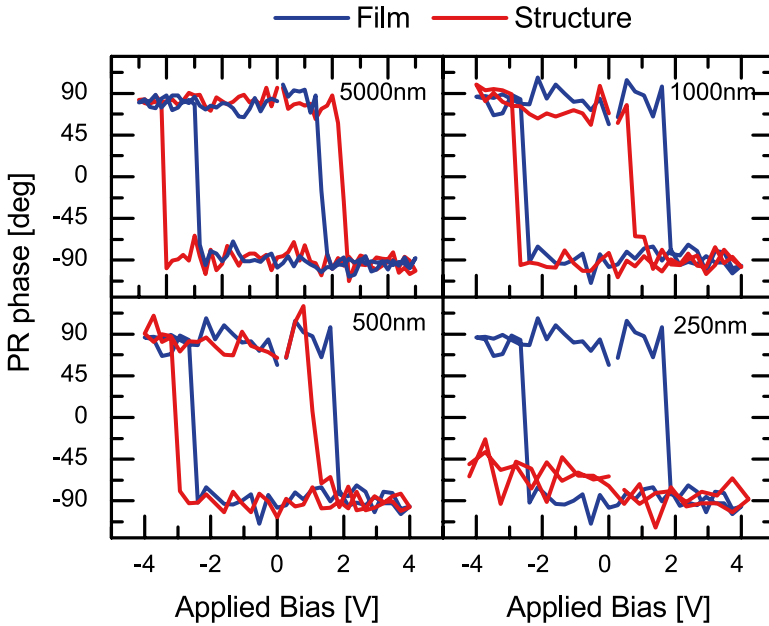 Film Structure
90 5000nm 1000nm
45
0
-45
-90
PR phase [deg]
90 500nm 250nm
45
0
-45
-90
-4 -2 0 2 4 -4 -2 0 2 4
Applied Bias [V] Applied Bias [V]